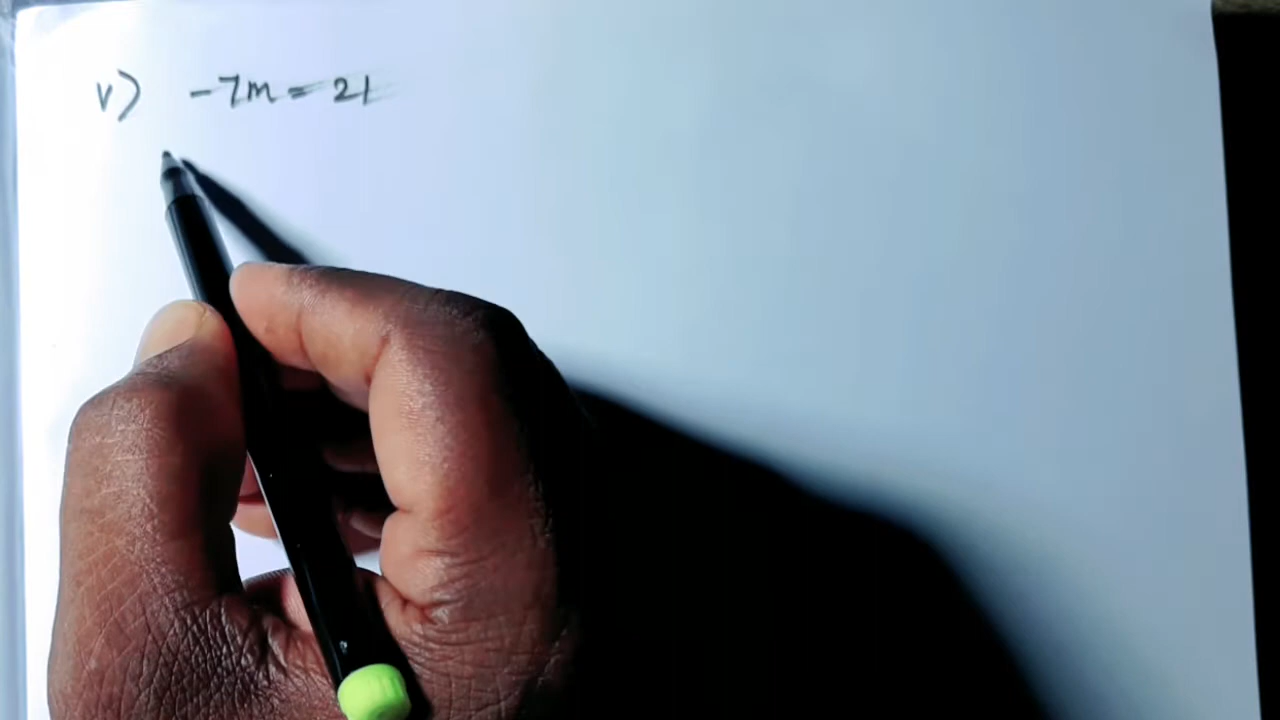 v) -7m = 21